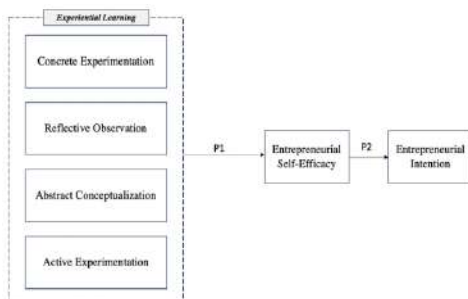 Experiential Learning
Concrete Experimentation
Reflective Observation
Abstract Conceptualization
Active Experimentation
P1
Entrepreneurial
Self-Efficacy
P2
Entrepreneurial
Intention